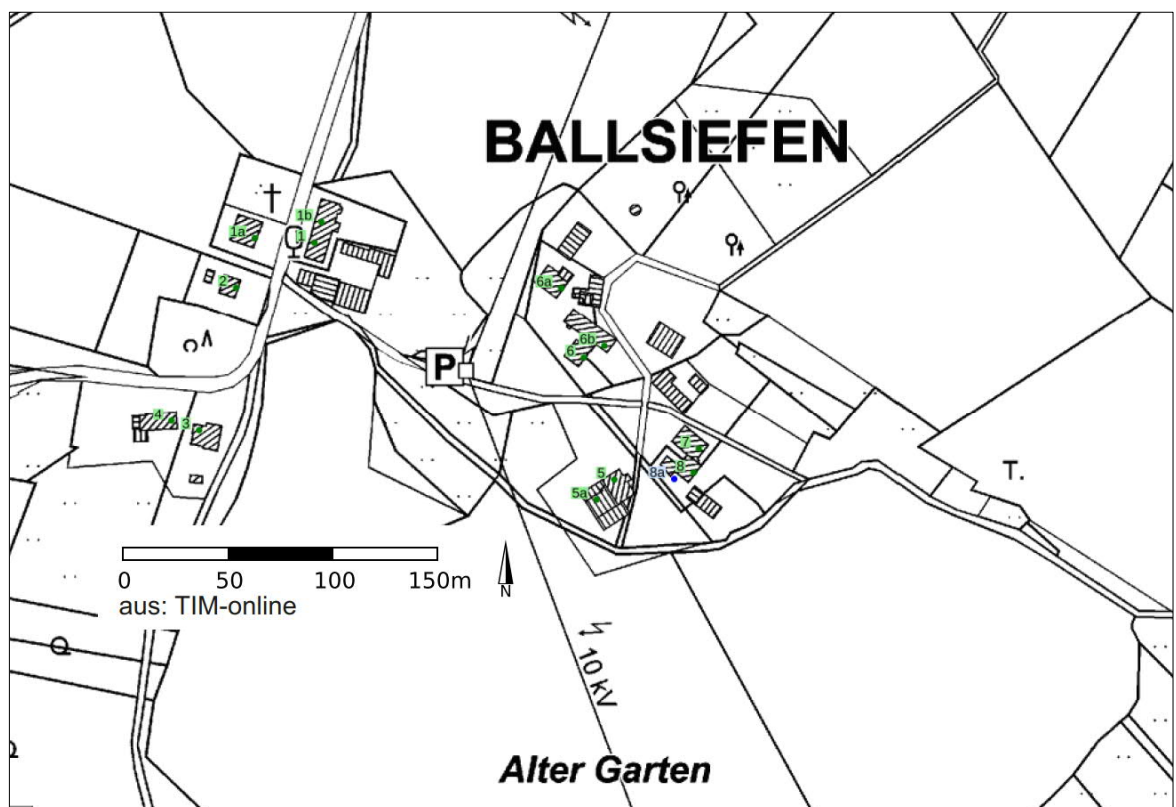 BALLSIEFEN
1b
1a
1
2
6a
6b
6
P
4
3
7
8
8a
5
5a
T.
0 50 100 150m
N
aus: TIM-online
10 kV
Alter Garten